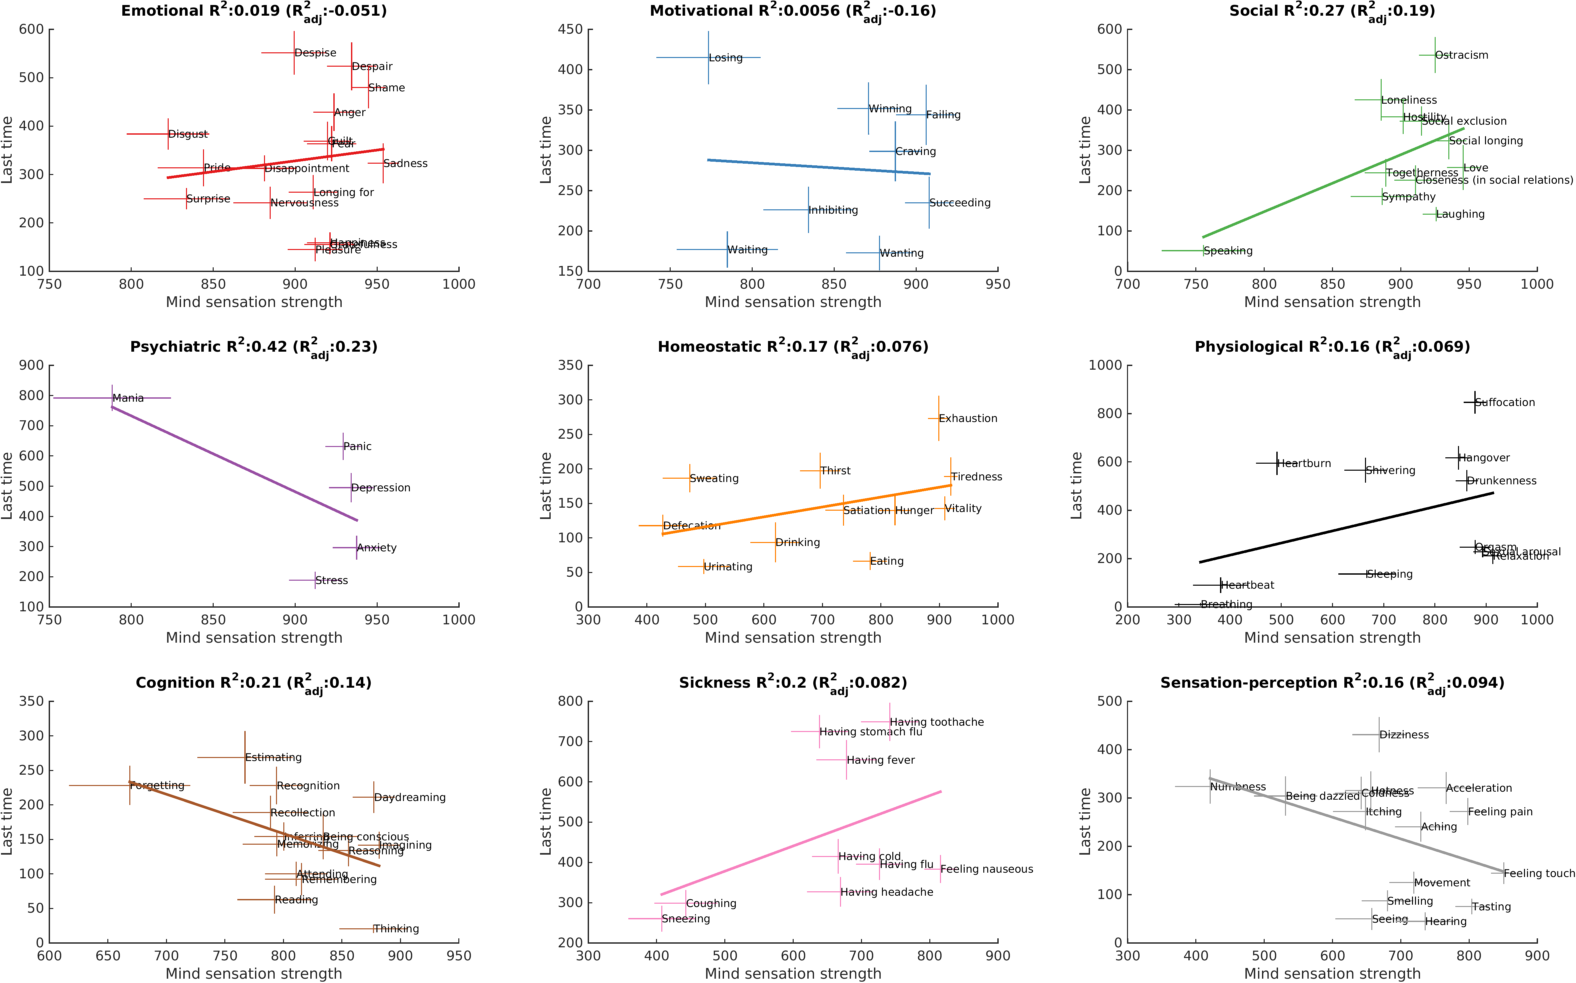 Emotional R²:0.019 (R²adj:-0.051)
600
500
400
300
200
100
Last time
Despise
Despair
Shame
Anger
Disgust
Guilt
Fear
Sadness
Pride
Disappointment
Longing for
Surprise
Nervousness
Happiness
Gratefulness
Pleasure
750 800 850 900 950 1000
Mind sensation strength
Motivational R²:0.0056 (R²adj:-0.16)
450
400
350
300
250
200
150
Last time
Losing
Winning
Failing
Craving
Inhibiting
Succeeding
Waiting
Wanting
700 750 800 850 900 950
Mind sensation strength
Social R²:0.27 (R²adj:0.19)
600
500
400
300
200
100
0
Last time
Ostracism
Loneliness
Hostility
Social exclusion
Social longing
Love
Togetherness
Closeness (in social relations)
Sympathy
Laughing
Speaking
700 750 800 850 900 950 1000
Mind sensation strength
Psychiatric R²:0.42 (R²adj:0.23)
900
800
700
600
500
400
300
200
100
Last time
Mania
Panic
Depression
Anxiety
Stress
750 800 850 900 950 1000
Mind sensation strength
Homeostatic R²:0.17 (R²adj:0.076)
350
300
250
200
150
100
50
0
Last time
Exhaustion
Thirst
Sweating
Tiredness
Satiation
Hunger
Vitality
Defecation
Drinking
Eating
Urinating
300 400 500 600 700 800 900 1000
Mind sensation strength
Physiological R²:0.16 (R²adj:0.069)
1000
800
600
400
200
0
Last time
Suffocation
Hangover
Heartburn
Shivering
Drunkenness
Orgasm
Sexual arousal
Relaxation
Sleeping
Heartbeat
Breathing
200 300 400 500 600 700 800 900 1000
Mind sensation strength
Cognition R²:0.21 (R²adj:0.14)
350
300
250
200
150
100
50
0
Last time
Estimating
Forgetting
Recognition
Daydreaming
Recollection
Inferring
Being conscious
Memorizing
Imagining
Reasoning
Attending
Remembering
Reading
Thinking
600 650 700 750 800 850 900 950
Mind sensation strength
Sickness R²:0.2 (R²adj:0.082)
800
700
600
500
400
300
200
Last time
Having toothache
Having stomach flu
Having fever
Having cold
Having flu
Feeling nauseous
Having headache
Coughing
Sneezing
300 400 500 600 700 800 900
Mind sensation strength
Sensation-perception R²:0.16 (R²adj:0.094)
500
400
300
200
100
0
Last time
Dizziness
Numbness
Being dazzled
Hotness
Coldness
Acceleration
Itching
Feeling pain
Aching
Feeling touch
Movement
Smelling
Tasting
Seeing
Hearing
300 400 500 600 700 800 900
Mind sensation strength